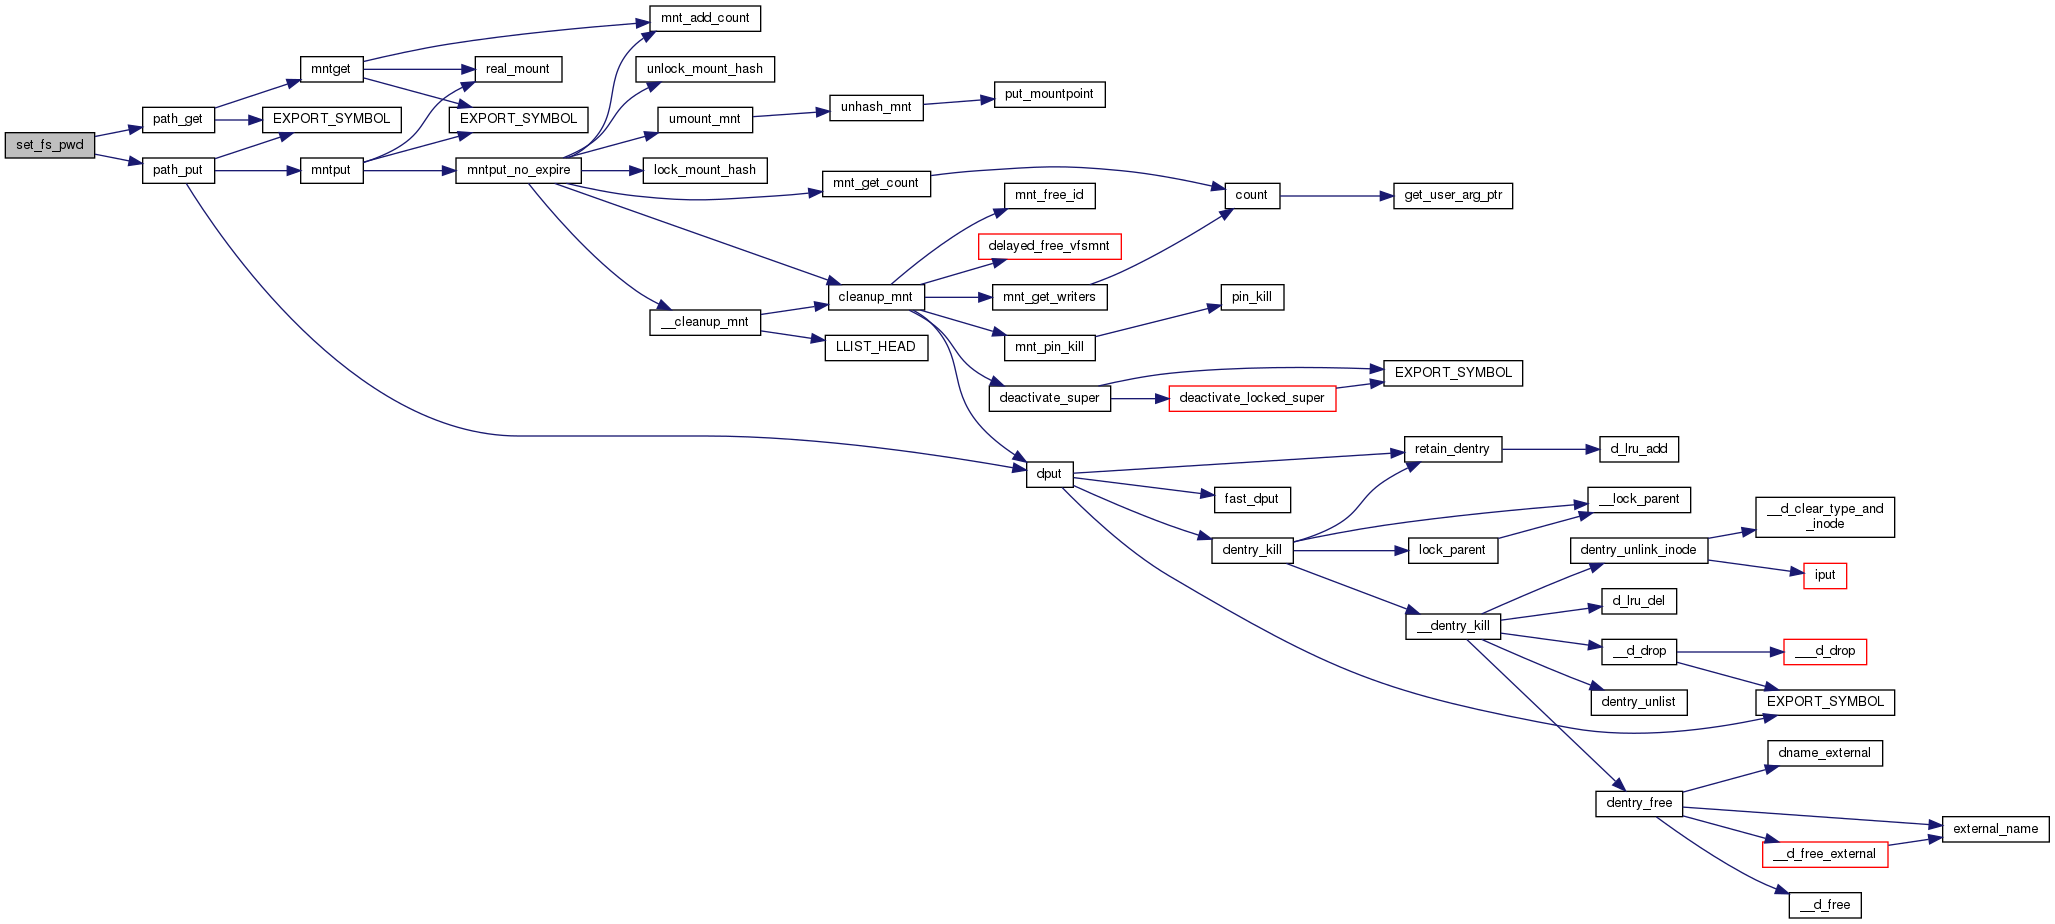 set_fs_pwd
path_get
path_put
mntget
EXPORT_SYMBOL
mntput
real_mount
EXPORT_SYMBOL
mntput_no_expire
mnt_add_count
unlock_mount_hash
umount_mnt
lock_mount_hash
__cleanup_mnt
unhash_mnt
mnt_get_count
cleanup_mnt
LLIST_HEAD
put_mountpoint
mnt_free_id
delayed_free_vfsmnt
mnt_get_writers
mnt_pin_kill
deactivate_super
dput
count
pin_kill
deactivate_locked_super
fast_dput
dentry_kill
get_user_arg_ptr
EXPORT_SYMBOL
retain_dentry
lock_parent
__dentry_kill
d_lru_add
__lock_parent
dentry_unlink_inode
d_lru_del
__d_drop
dentry_unlist
dentry_free
__d_clear_type_and
_inode
iput
___d_drop
EXPORT_SYMBOL
dname_external
__d_free_external
__d_free
external_name